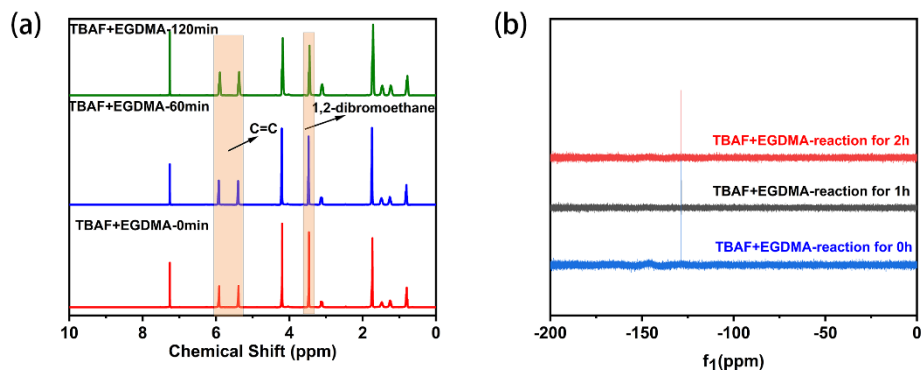 (a)
TBAF+EGDMA-120min
TBAF+EGDMA-60min
1,2-dibromoethane
C=C
TBAF+EGDMA-0min
10 8 6 4 2 0
Chemical Shift (ppm)
(b)
TBAF+EGDMA-reaction for 2h
TBAF+EGDMA-reaction for 1h
TBAF+EGDMA-reaction for 0h
-200 -150 -100 -50 0
f1(ppm)